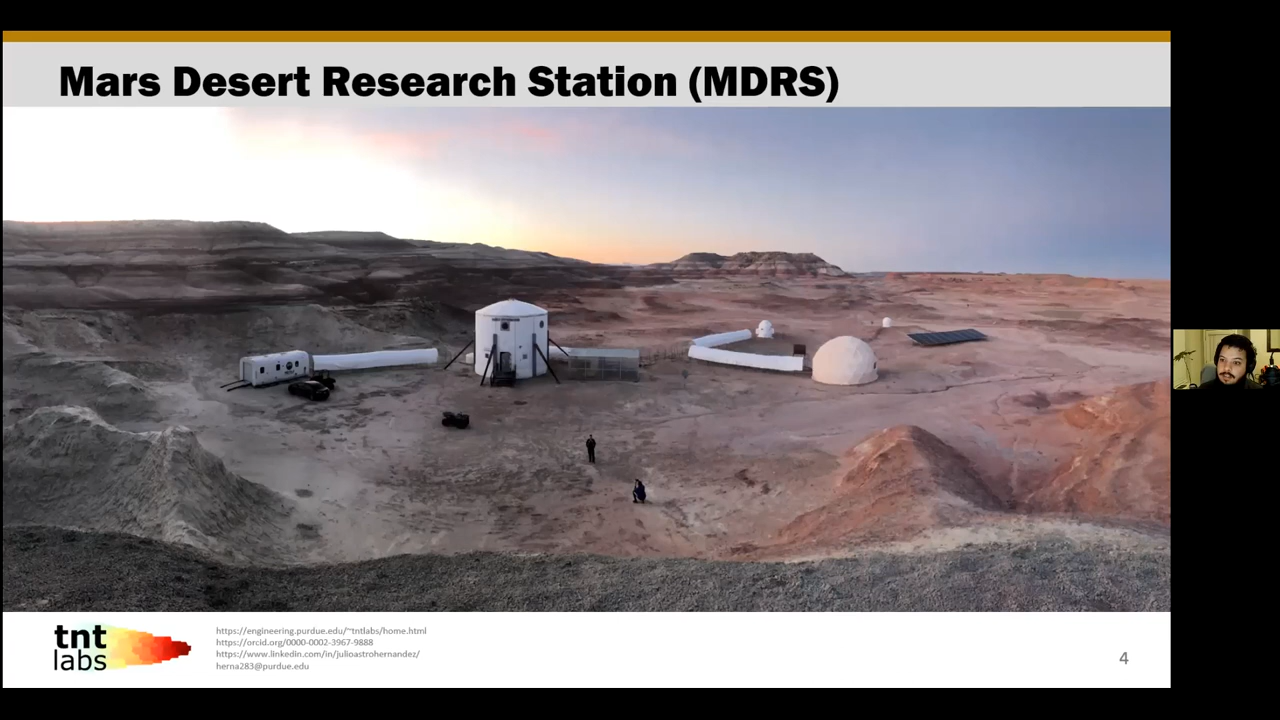 Mars Desert Research Station (MDRS)
tnt
labs
https://engineering.purdue.edu/~tntlabs/home.html
https://orcid.org/0000-0002-3967-9888
https://www.linkedin.com/in/julioastrohernandez/
herna283@purdue.edu
4